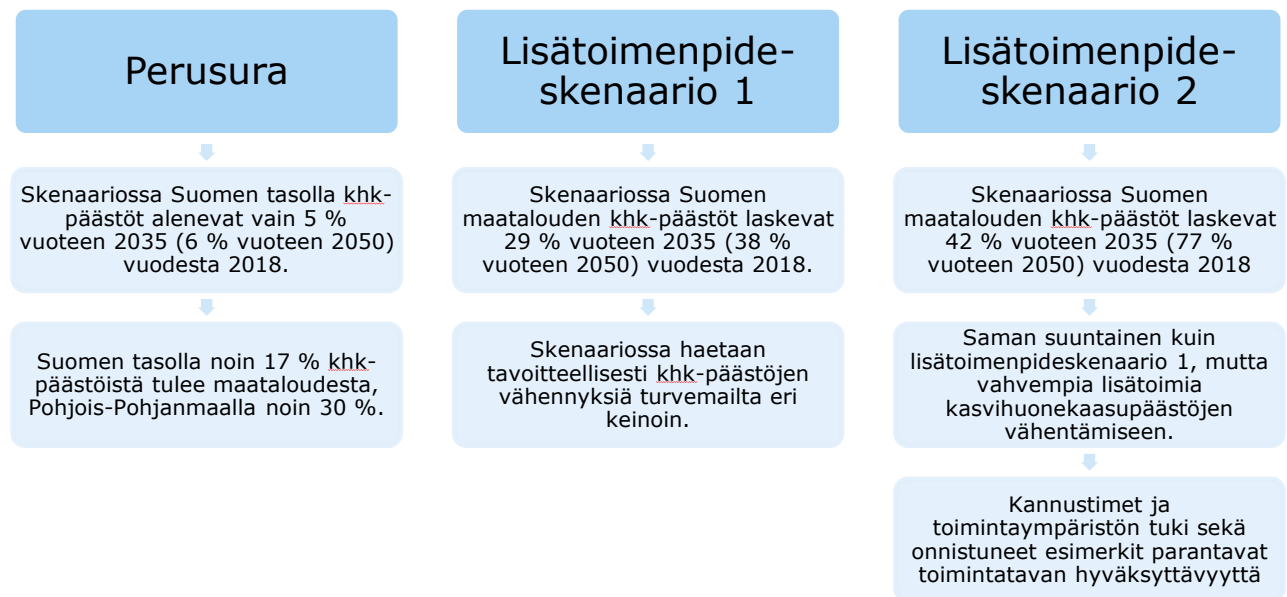 Perusura
Skenaariossa Suomen tasolla khk-
päästöt alenevat vain 5 %
vuoteen 2035 (6 % vuoteen 2050)
vuodesta 2018.
Suomen tasolla noin 17 % khk-
päästöistä tulee maataloudesta,
Pohjois-Pohjanmaalla noin 30 %.
Lisätoimenpide-
skenaario 1
Skenaariossa Suomen
maatalouden khk-päästöt laskevat
29 % vuoteen 2035 (38 %
vuoteen 2050) vuodesta 2018.
Skenaariossa haetaan
tavoitteellisesti khk-päästöjen
vähennyksiä turvemailta eri
keinoin.
Lisätoimenpide-
skenaario 2
Skenaariossa Suomen
maatalouden khk-päästöt laskevat
42 % vuoteen 2035 (77 %
vuoteen 2050) vuodesta 2018
Saman suuntainen kuin
lisätoimenpideskenaario 1, mutta
vahvempia lisätoimia
kasvihuonekaasupäästöjen
vähentämiseen.
Kannustimet ja
toimintaympäristön tuki sekä
onnistuneet esimerkit parantavat
toimintatavan hyväksyttävyyttä